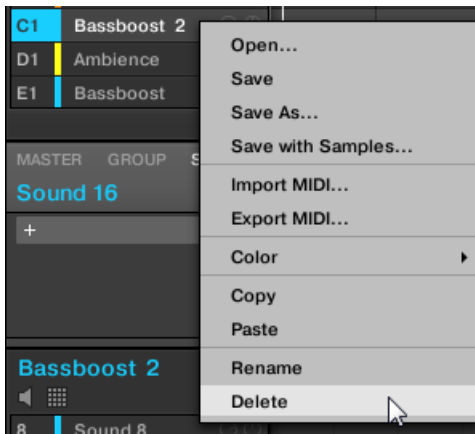 C1 Bassboost 2
D1 Ambience
E1 Bassboost
Open...
Save
Save As...
Save with Samples...
Import MIDI...
Export MIDI...
Color
Copy
Paste
Rename
Delete
MASTER GROUP S
Sound 16
+
Bassboost 2
8 Sound 8